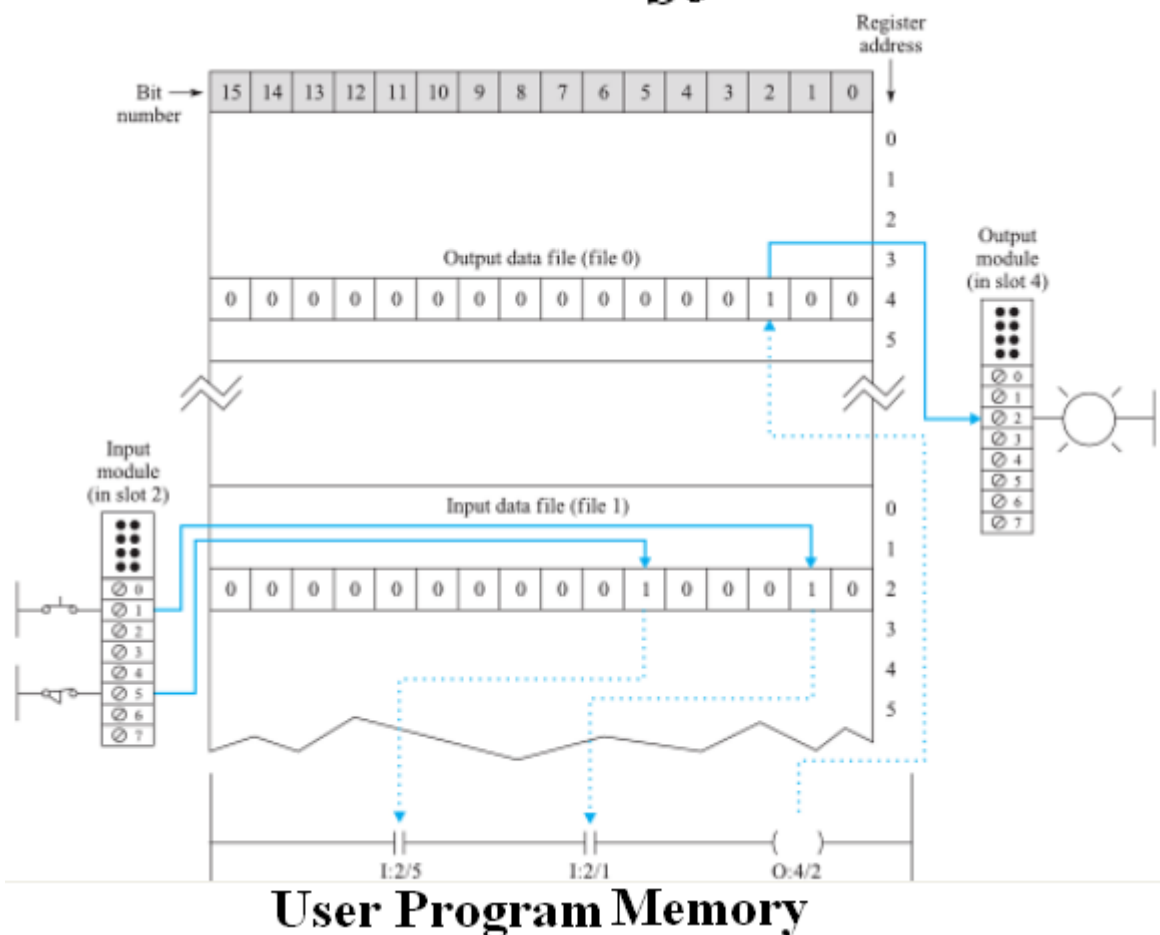 Register
address
Bit
number
15 14 13 12 11 10 9 8 7 6 5 4 3 2 1 0
0
1
2
Output data file (file 0)
3
0 0 0 0 0 0 0 0 0 0 0 0 0 1 0 0
4
5
Output
module
(in slot 4)
0
1
2
3
4
5
6
7
Input
module
(in slot 2)
0
1
2
3
4
5
6
7
Input data file (file 1)
0
1
0 0 0 0 0 0 0 0 0 0 1 0 0 0 1 0
2
3
4
5
I:2/5 I:2/1 O:4/2
User Program Memory